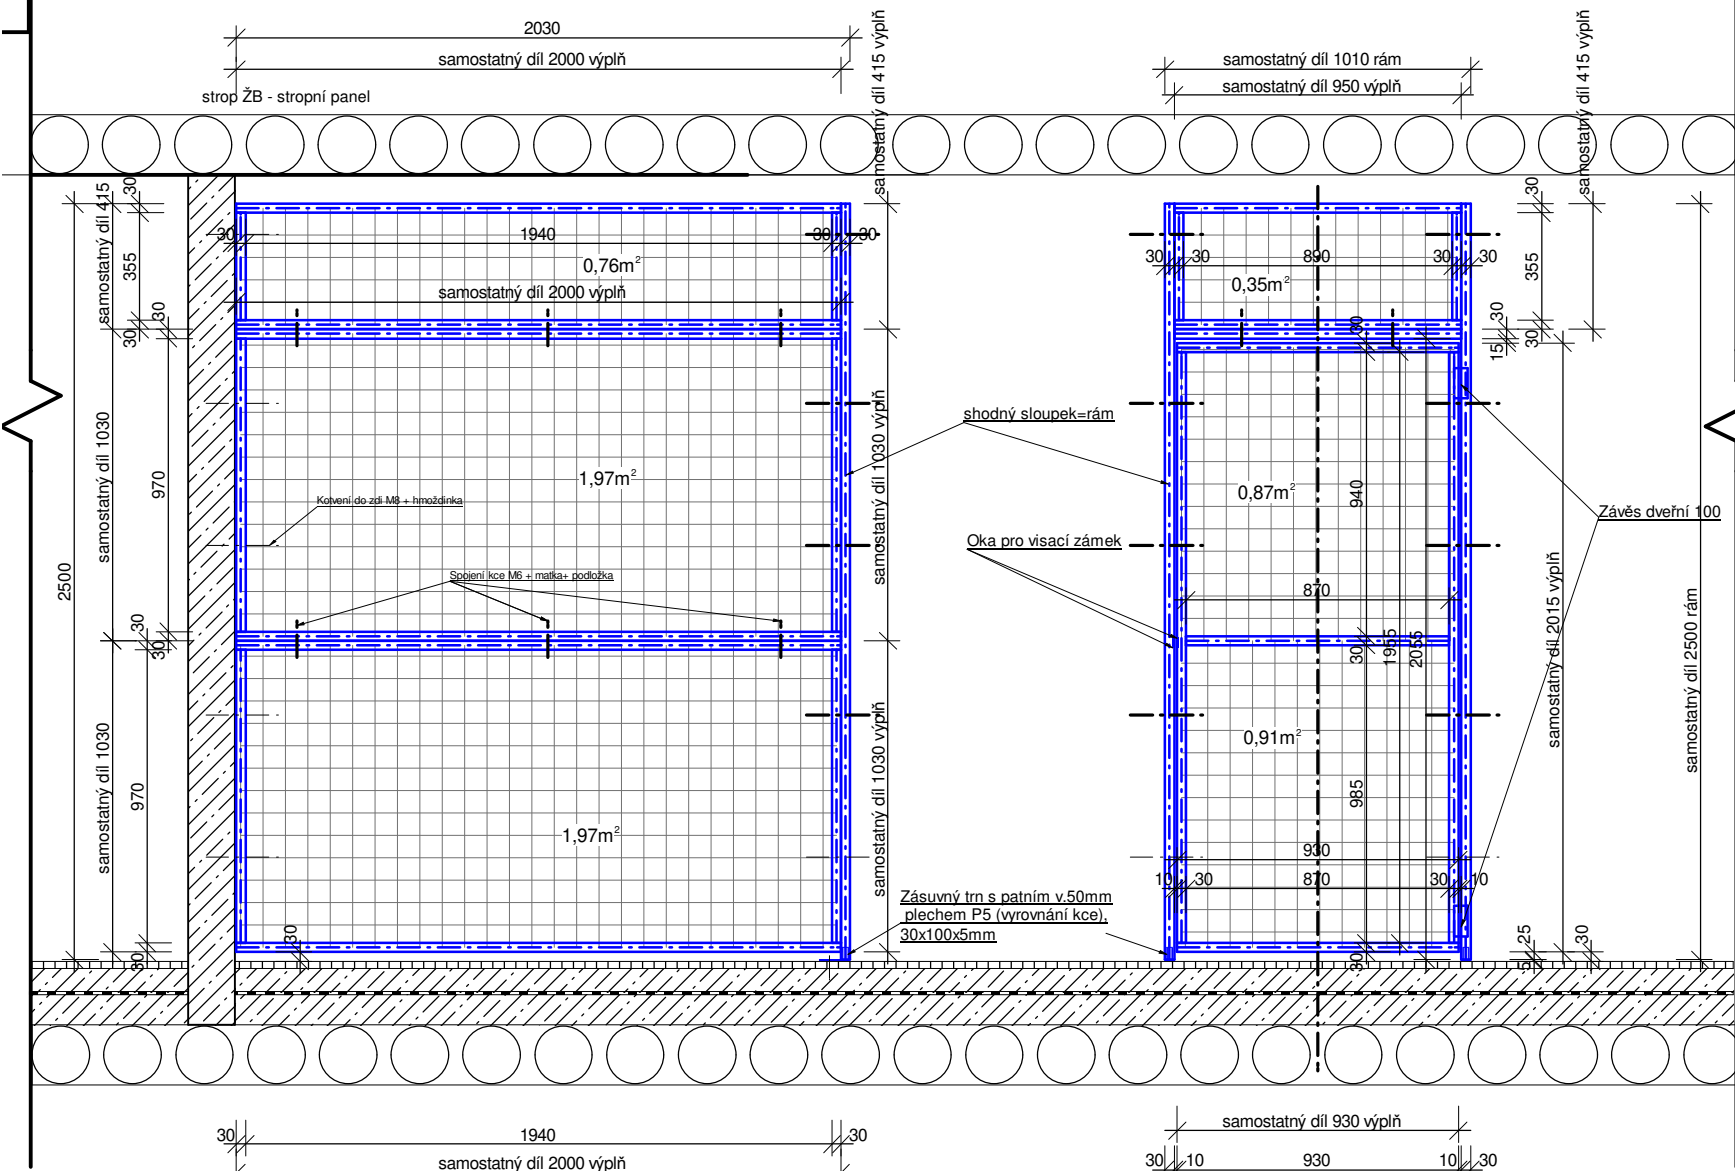 2030
samostatný díl 2000 výplň
samostatný díl 1010 rám
samostatný díl 950 výplň
strop ŽB - stropní panel
samostatný díl 415 výplň
samostatný díl 415 výplň
samostatný díl 415
30
355
30
30
30
1940
30
30
0,76m²
samostatný díl 2000 výplň
30
30
890
30
30
0,35m²
30
355
30
30
15
30
2500
samostatný díl 1030
970
1,97m²
samostatný díl 1030 výplň
Kotvení do zdi M8 + hmoždinka
Spojení kce M6 + matka+ podložka
30
30
shodný sloupek=rám
Oka pro visací zámek
0,87m²
940
870
30
1955
2055
Závěs dveřní 100
samostatný díl 2015 výplň
samostatný díl 2500 rám
samostatný díl 1030
970
30
30
1,97m²
samostatný díl 1030 výplň
0,91m²
985
930
10
30
870
30
10
30
25
5
30
Zásuvný trn s patním v.50mm
plechem P5 (vyrovnání kce),
30x100x5mm
30
1940
30
samostatný díl 2000 výplň
samostatný díl 930 výplň
30
10
930
10
30